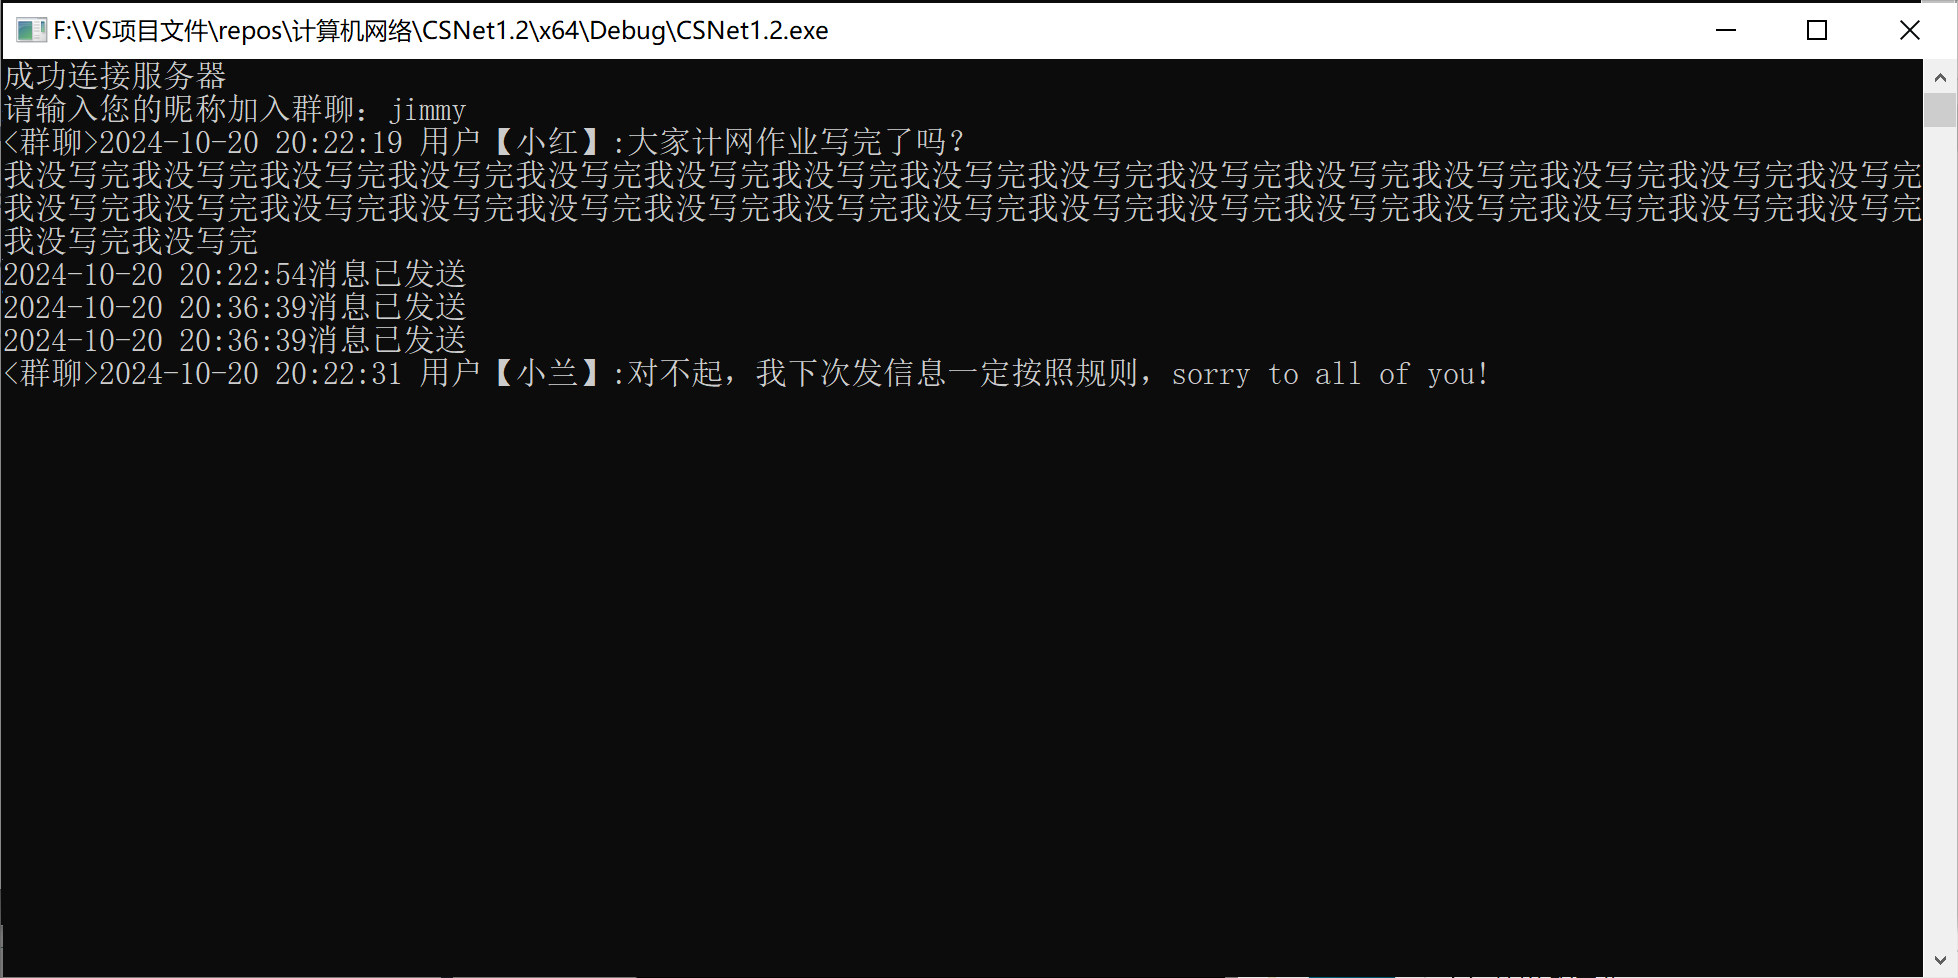 F:\VS项目文件\repos\计算机网络\CSNet1.2\x64\Debug\CSNet1.2.exe
成功连接服务器
请输入您的昵称加入群聊：jimmy
<群聊>2024-10-20 20:22:19 用户【小红】:大家计网作业写完了吗？
我没写完我没写完我没写完我没写完我没写完我没写完我没写完我没写完我没写完我没写完我没写完我没写完我没写完我没写完我没写完
我没写完我没写完我没写完我没写完我没写完我没写完我没写完我没写完我没写完我没写完我没写完我没写完我没写完我没写完我没写完
我没写完我没写完
2024-10-20 20:22:54消息已发送
2024-10-20 20:36:39消息已发送
2024-10-20 20:36:39消息已发送
<群聊>2024-10-20 20:22:31 用户【小兰】:对不起，我下次发信息一定按照规则，sorry to all of you!